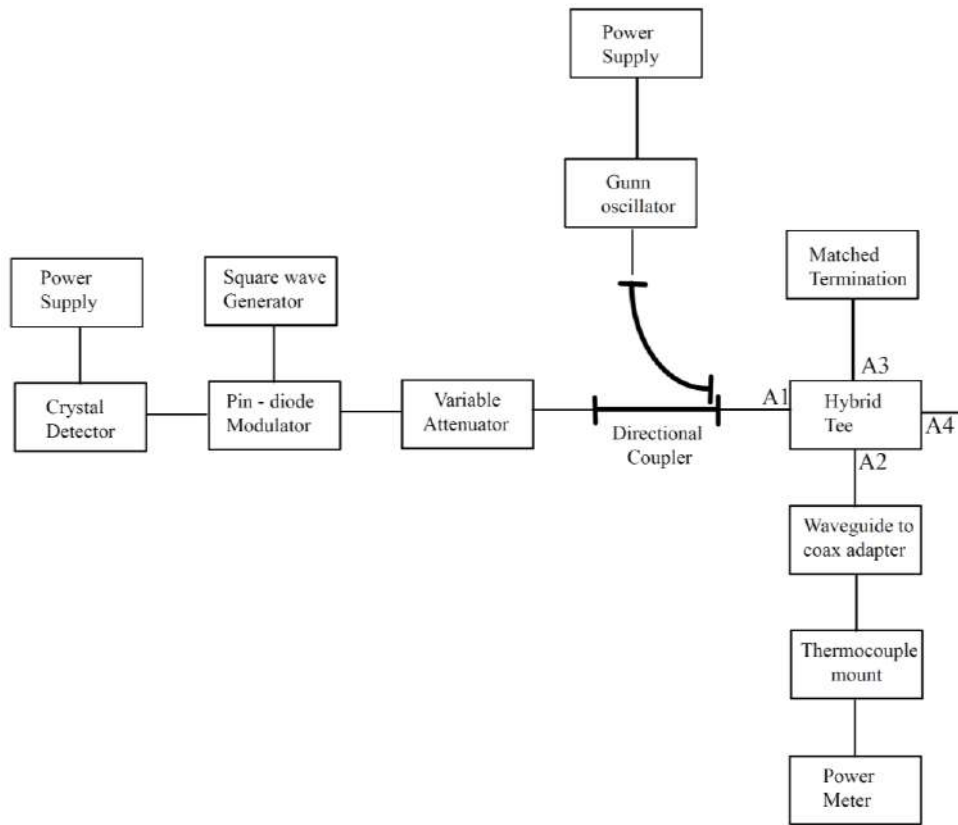 Power
Supply
Gunn
oscillator
Power
Supply
Square wave
Generator
Matched
Termination
A3
Crystal
Detector
Pin - diode
Modulator
Variable
Attenuator
Directional
Coupler
A1
Hybrid
Tee
A4
A2
Waveguide to
coax adapter
Thermocouple
mount
Power
Meter